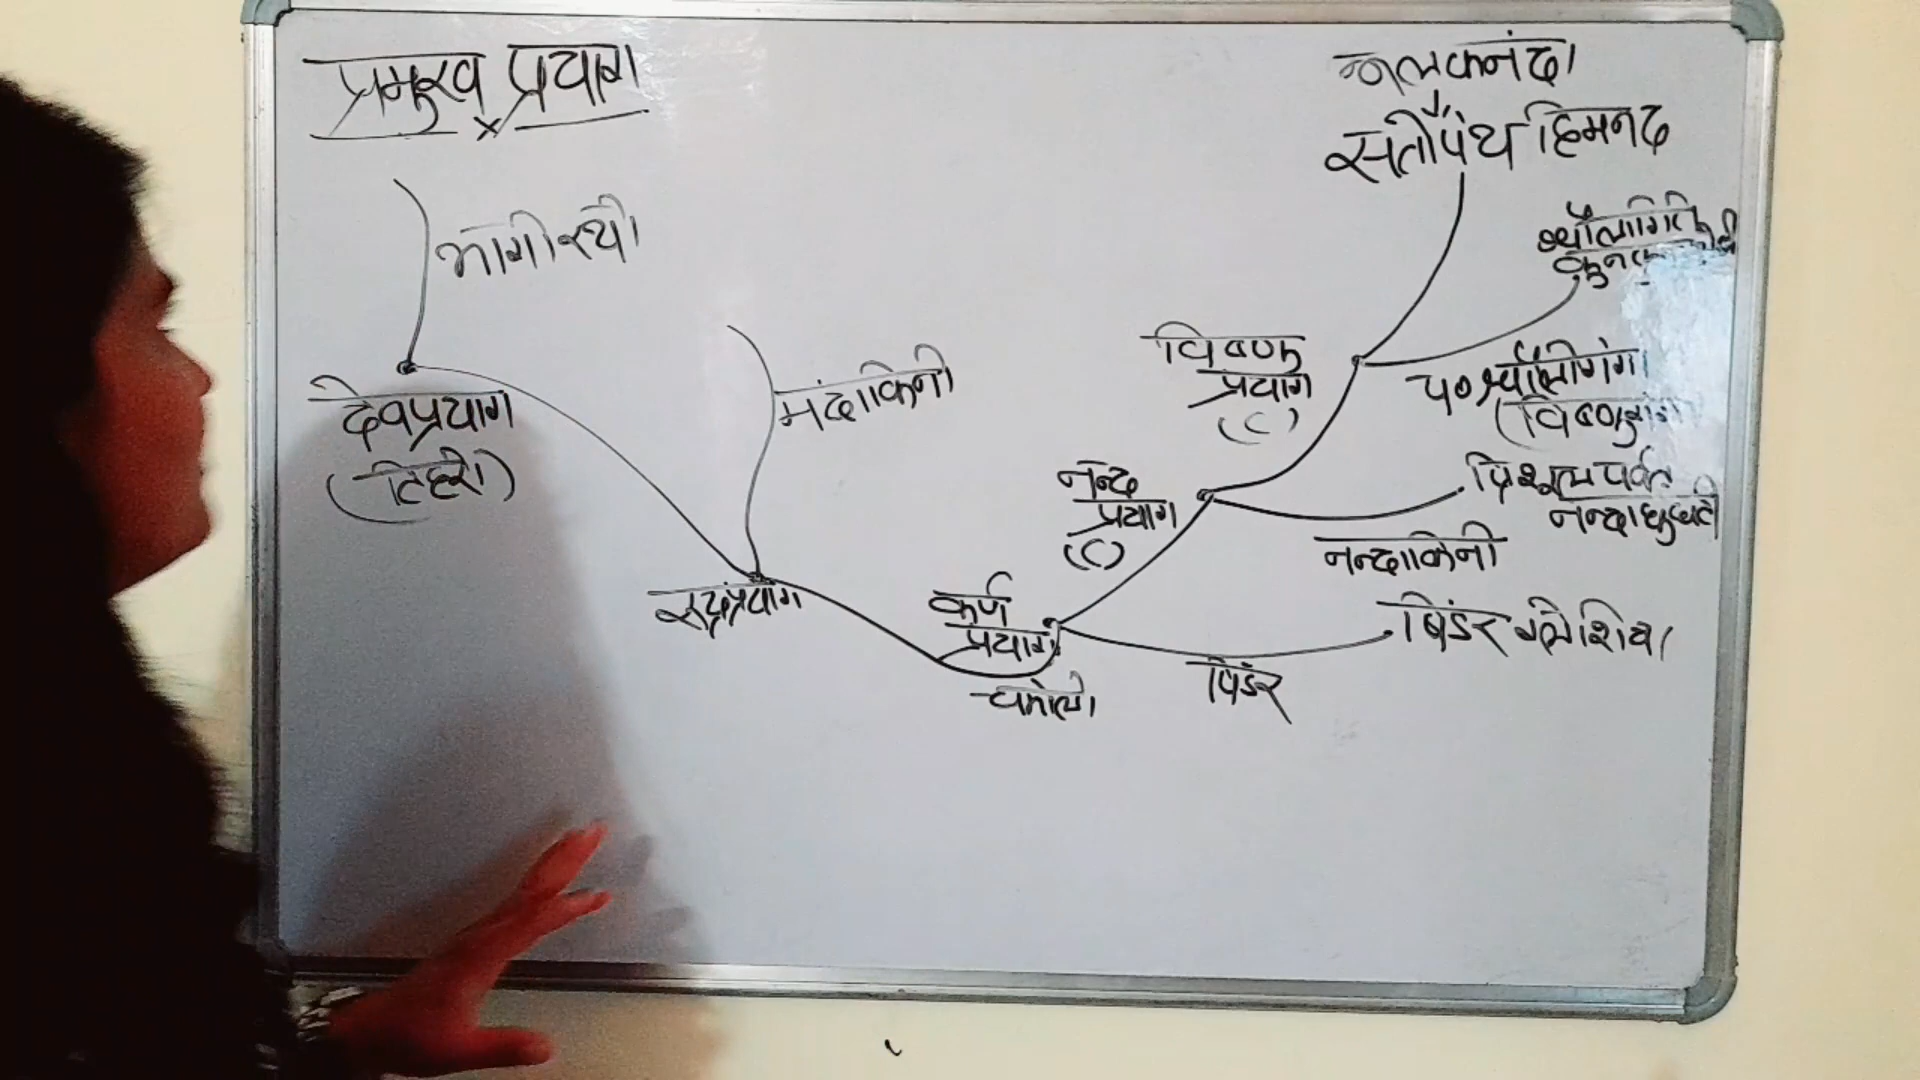 प्रमुख प्रयाग
अलकनंदा
सतोपंथ हिमनद
भागीरथी
देवप्रयाग
(टिहरी)
मंदाकिनी
रुद्रप्रयाग
विष्णु
प्रयाग
(C)
प० धौलीगंगा
(विष्णुगंगा
नन्द
प्रयाग
(C)
त्रिशूल पर्वत
नन्दाघुंघटी
नन्दाकिनी
कर्ण
प्रयाग
चमोली
पिंडर ग्लेशियर
पिंडर